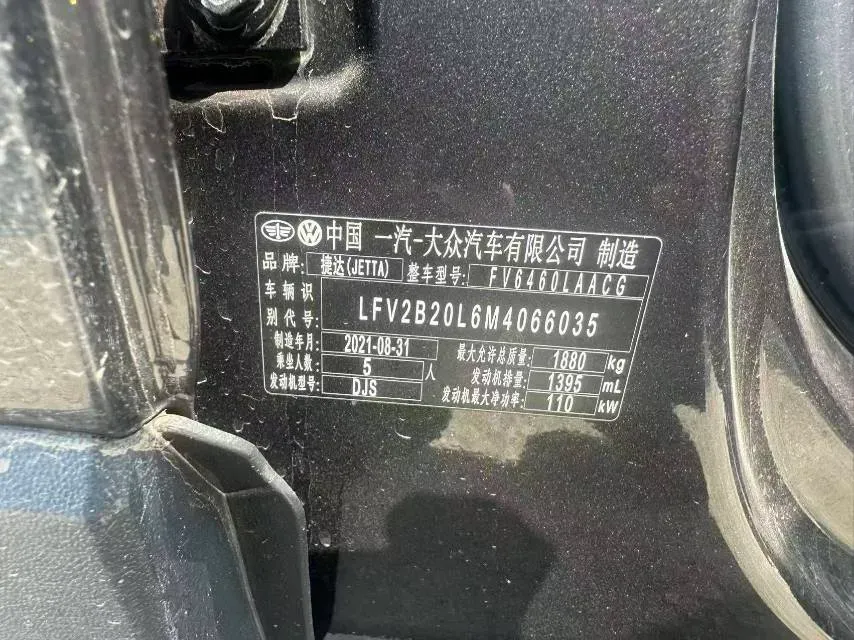 中国 一汽-大众汽车有限公司 制造
品牌: 捷达(JETTA) 整车型号: FV6460LAACG
车辆识别代号: LFV2B20L6M4066035
制造年月: 2021-08-31 最大允许总质量: 1880 kg
乘坐人数: 5 人 发动机排量: 1395 mL
发动机型号: DJS 发动机最大净功率: 110 kW